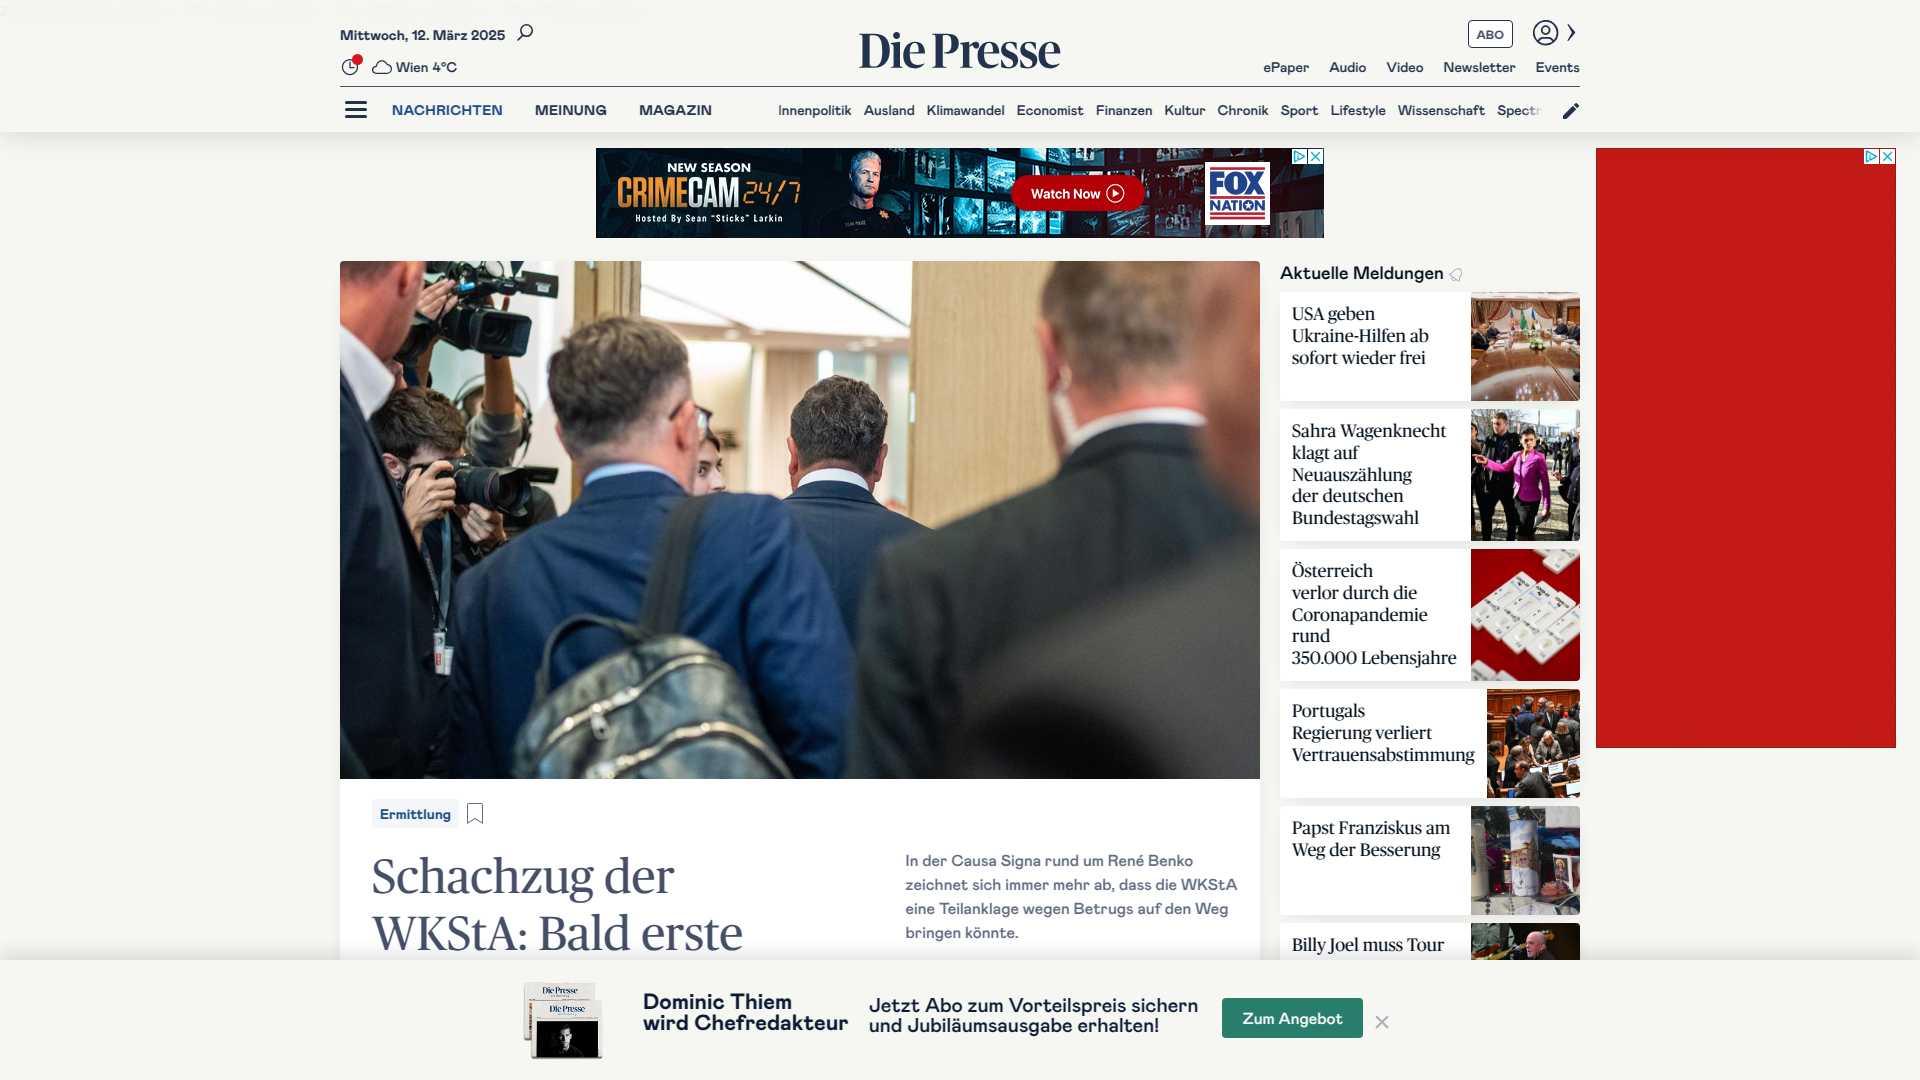 Mittwoch, 12. März 2025
Wien 4°C
Die Presse
ABO
ePaper Audio Video Newsletter Events
NACHRICHTEN MEINUNG MAGAZIN
Innenpolitik Ausland Klimawandel Economist Finanzen Kultur Chronik Sport Lifestyle Wissenschaft Spectr
NEW SEASON
CRIMECAM 24/7
Hosted By Sean "Sticks" Larkin
Watch Now
FOX
NATION
Aktuelle Meldungen
USA geben
Ukraine-Hilfen ab
sofort wieder frei
Sahra Wagenknecht
klagt auf
Neuauszählung
der deutschen
Bundestagswahl
Österreich
verlor durch die
Coronapandemie
rund
350.000 Lebensjahre
Portugals
Regierung verliert
Vertrauensabstimmung
Papst Franziskus am
Weg der Besserung
Billy Joel muss Tour
Ermittlung
Schachzug der
WKStA: Bald erste
In der Causa Signa rund um René Benko
zeichnet sich immer mehr ab, dass die WKStA
eine Teilanklage wegen Betrugs auf den Weg
bringen könnte.
Die Presse
Die Presse
Dominic Thiem
wird Chefredakteur
Jetzt Abo zum Vorteilspreis sichern
und Jubiläumsausgabe erhalten!
Zum Angebot